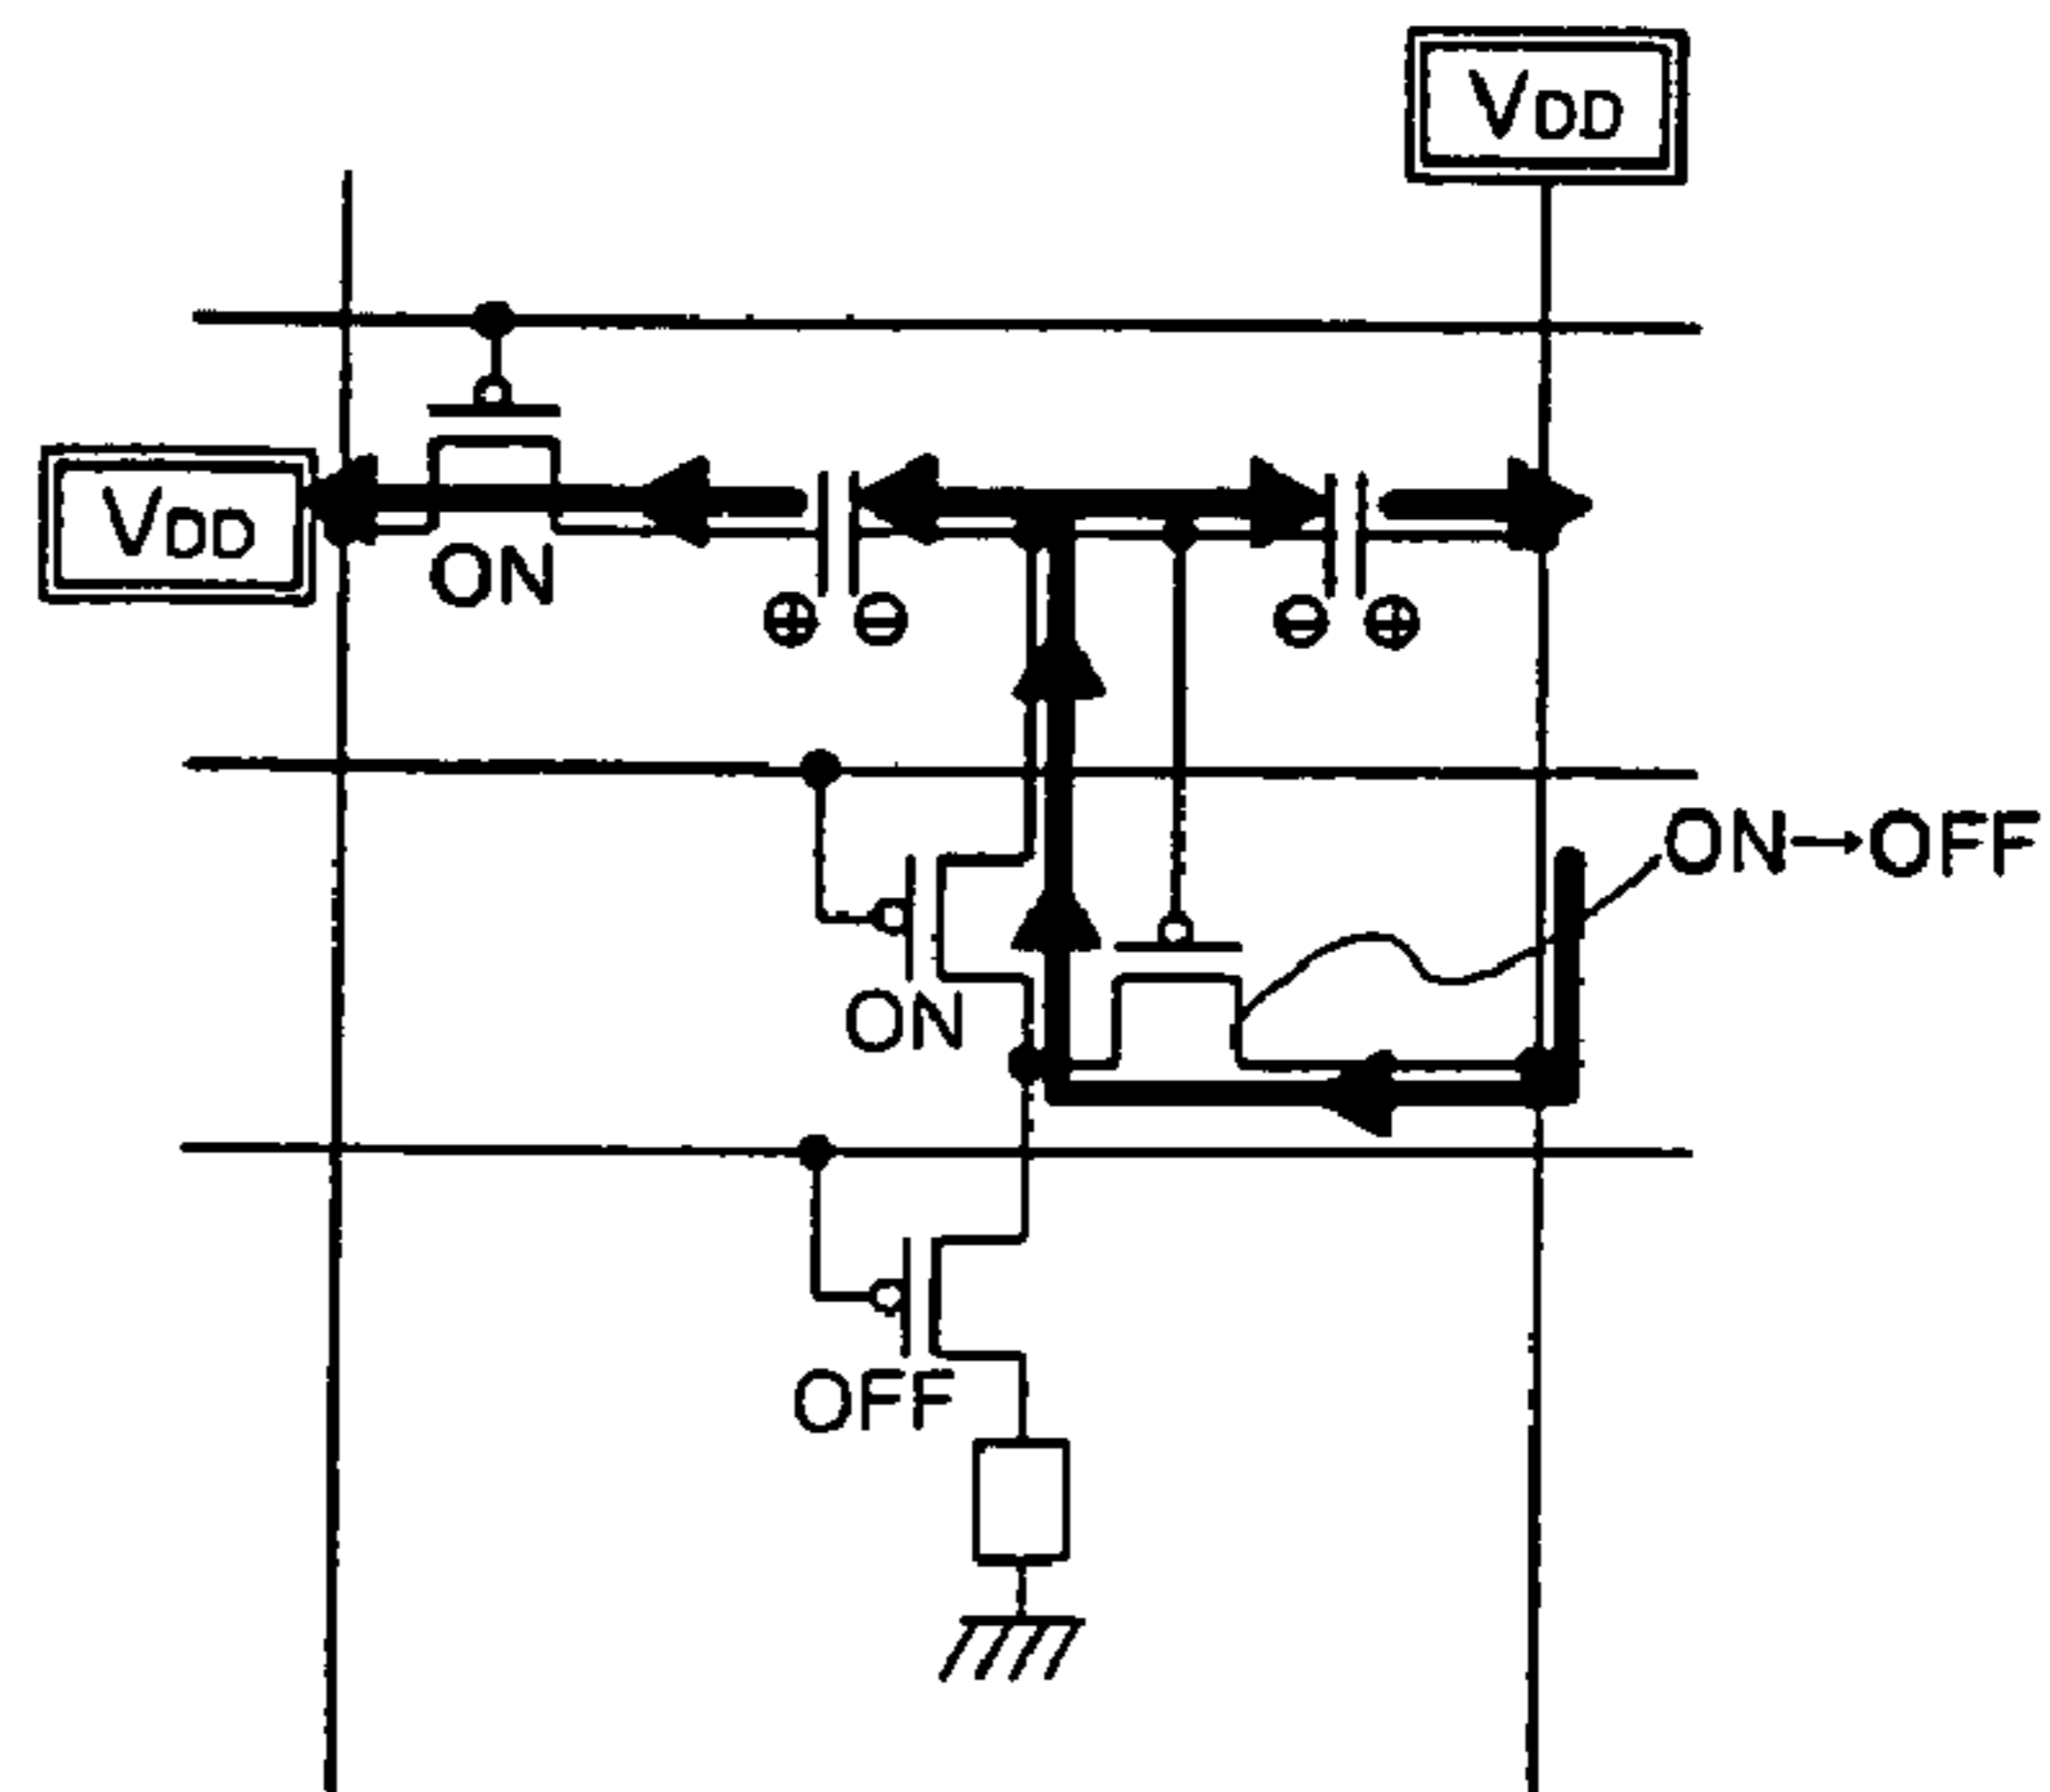 VDD
VDD
ON
⊕ ⊖
⊖ ⊕
ON→OFF
ON
OFF